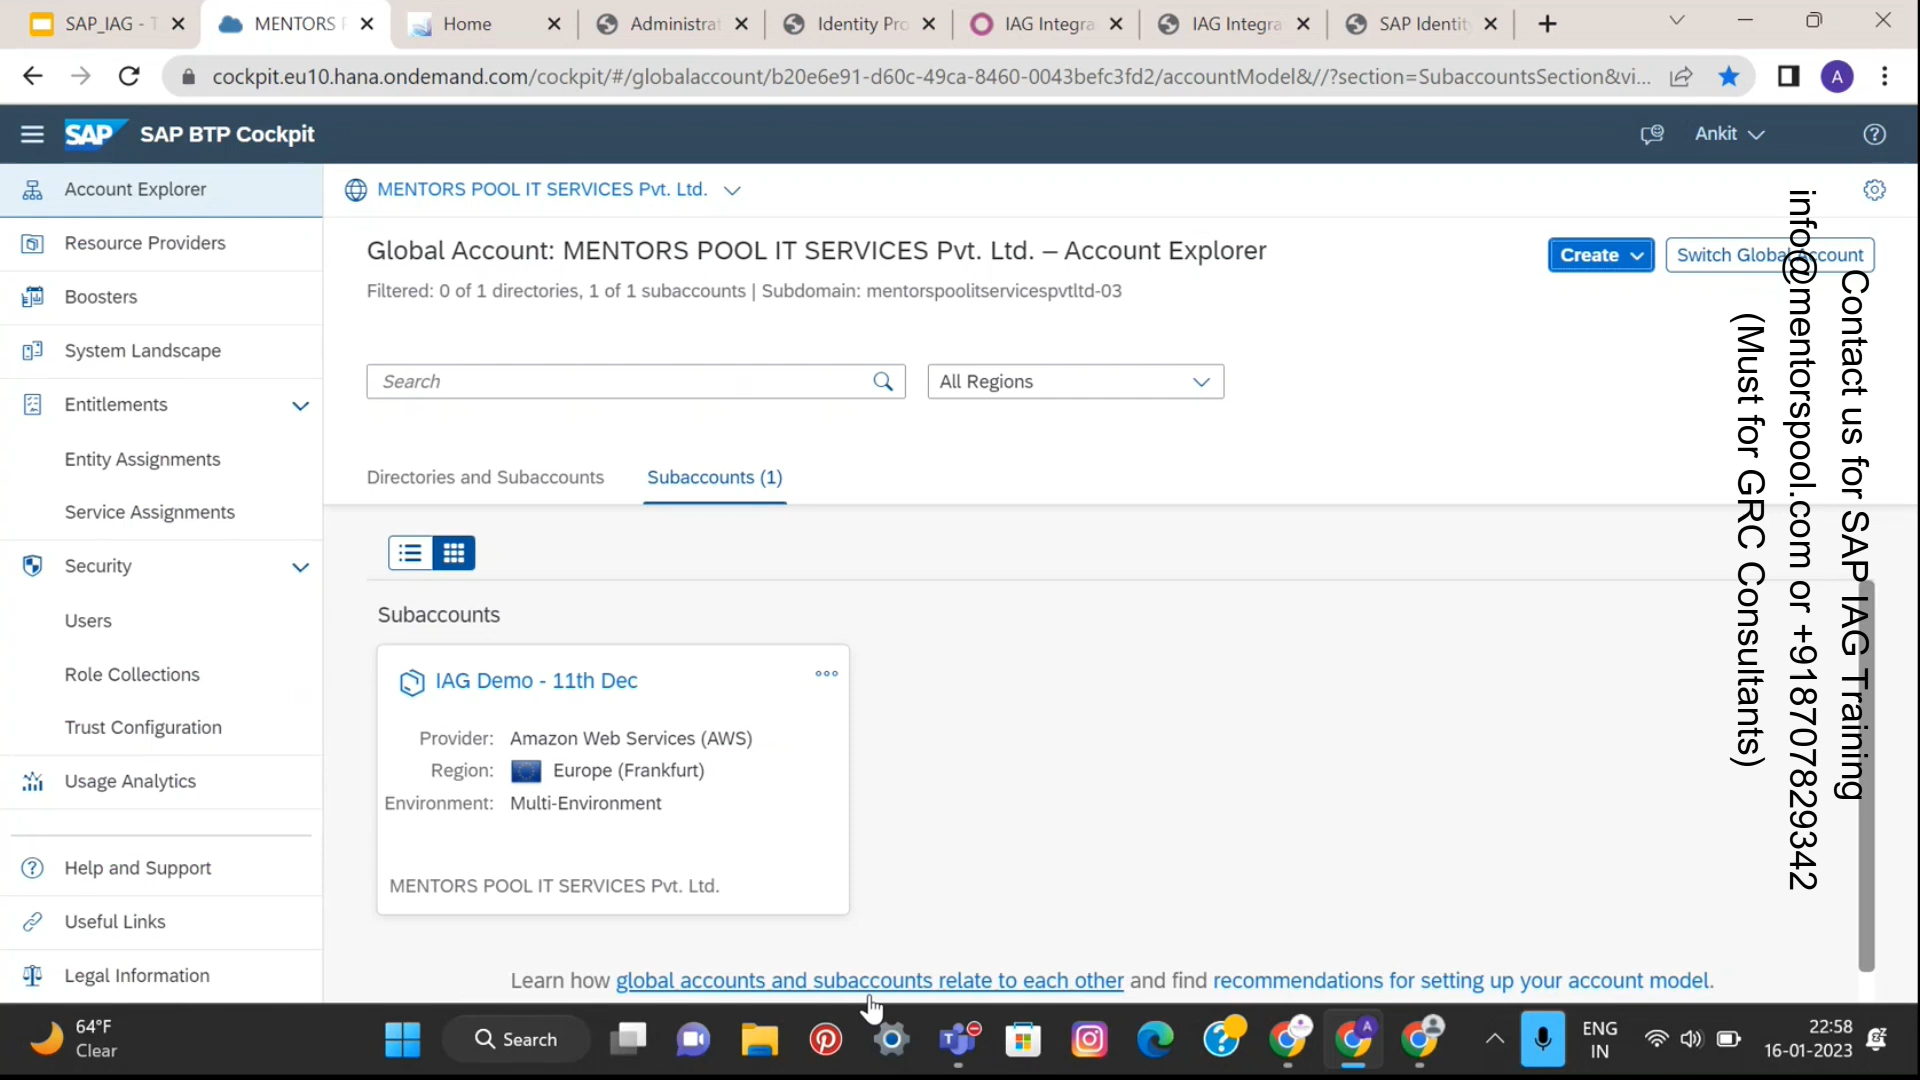 SAP_IAG - T
MENTORS P
Home
Administrat
Identity Pro
IAG Integra
IAG Integra
SAP Identit
cockpit.eu10.hana.ondemand.com/cockpit/#/globalaccount/b20e6e91-d60c-49ca-8460-0043befc3fd2/accountModel&//?section=SubaccountsSection&vi...
A
SAP SAP BTP Cockpit
Ankit
Account Explorer
Resource Providers
Boosters
System Landscape
Entitlements
Entity Assignments
Service Assignments
Security
Users
Role Collections
Trust Configuration
Usage Analytics
Help and Support
Useful Links
Legal Information
MENTORS POOL IT SERVICES Pvt. Ltd.
Global Account: MENTORS POOL IT SERVICES Pvt. Ltd. – Account Explorer
Filtered: 0 of 1 directories, 1 of 1 subaccounts | Subdomain: mentorspoolitservicespvtltd-03
Create
Switch Global Account
Search
All Regions
Directories and Subaccounts
Subaccounts (1)
Subaccounts
IAG Demo - 11th Dec
Provider: Amazon Web Services (AWS)
Region: Europe (Frankfurt)
Environment: Multi-Environment
MENTORS POOL IT SERVICES Pvt. Ltd.
Learn how global accounts and subaccounts relate to each other and find recommendations for setting up your account model.
Contact us for SAP IAG Training
info@mentorspool.com or +918707829342
(Must for GRC Consultants)
64°F
Clear
Search
A
ENG
IN
22:58
16-01-2023